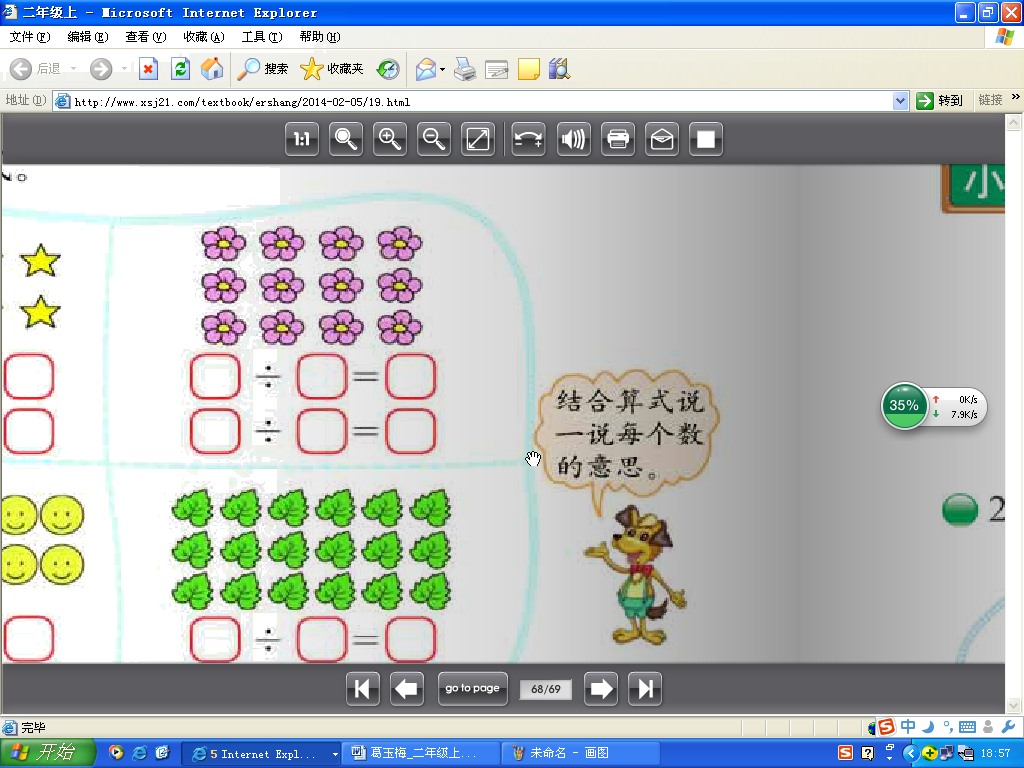 二年级上 - Microsoft Internet Explorer
文件(F) 编辑(E) 查看(V) 收藏(A) 工具(T) 帮助(H)
后退 搜索 收藏夹
地址(D) http://www.xsj21.com/textbook/ershang/2014-02-05/19.html 转到 链接 »
1:1
小
÷ =
÷ =
结合算式说
一说每个数
的意思。
35% 0K/s
7.9K/s
2
÷ =
go to page 68/69
完毕 中
开始 5 Internet Expl... 葛玉梅_二年级上... 未命名 - 画图 18:57